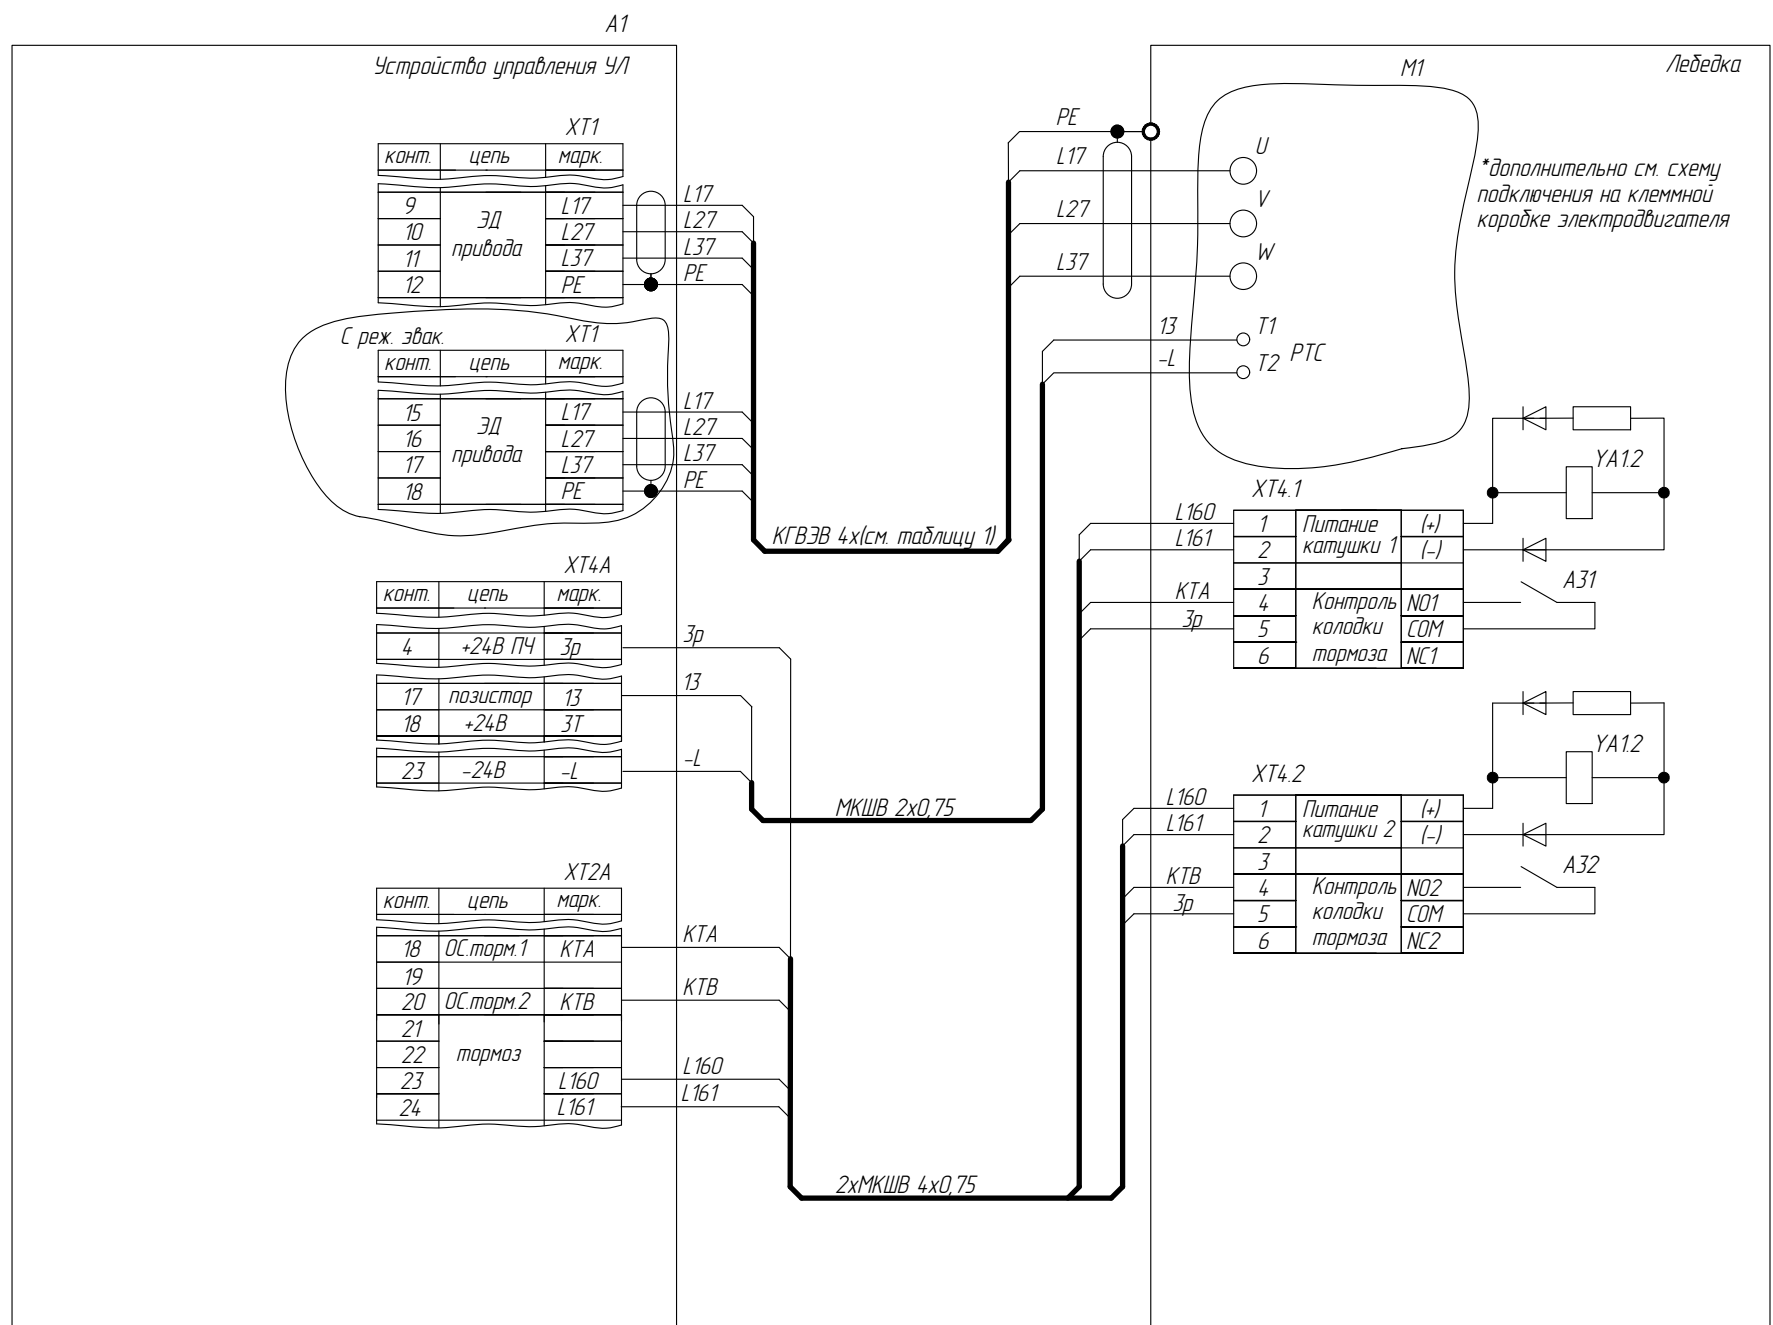 A1
Устройство управления УЛ
XT1
конт. цепь марк.
9 ЭД привода L17 L17
10 L27 L27
11 L37 L37
12 PE PE
С реж. эвак.
XT1
конт. цепь марк.
15 ЭД привода L17 L17
16 L27 L27
17 L37 L37
18 PE PE
КГВЭВ 4х(см. таблицу 1)
XT4A
конт. цепь марк.
4 +24В ПЧ 3р 3р
17 позистор 13 13
18 +24В 3Т
23 -24В -L -L
МКШВ 2х0,75
XT2A
конт. цепь марк.
18 ОС.торм.1 КТА КТА
19
20 ОС.торм.2 КТВ КТВ
21
22 тормоз
23 L160 L160
24 L161 L161
2хМКШВ 4х0,75
Лебедка
M1
PE
L17 U
L27 V
L37 W
13 T1
-L T2 PTC
*дополнительно см. схему
подключения на клеммной
коробке электродвигателя
YA1.2
XT4.1
L160 1 Питание (+)
L161 2 катушки 1 (-)
3
КТА 4 Контроль NO1
3р 5 колодки COM
6 тормоза NC1
A31
YA1.2
XT4.2
L160 1 Питание (+)
L161 2 катушки 2 (-)
3
КТВ 4 Контроль NO2
3р 5 колодки COM
6 тормоза NC2
A32